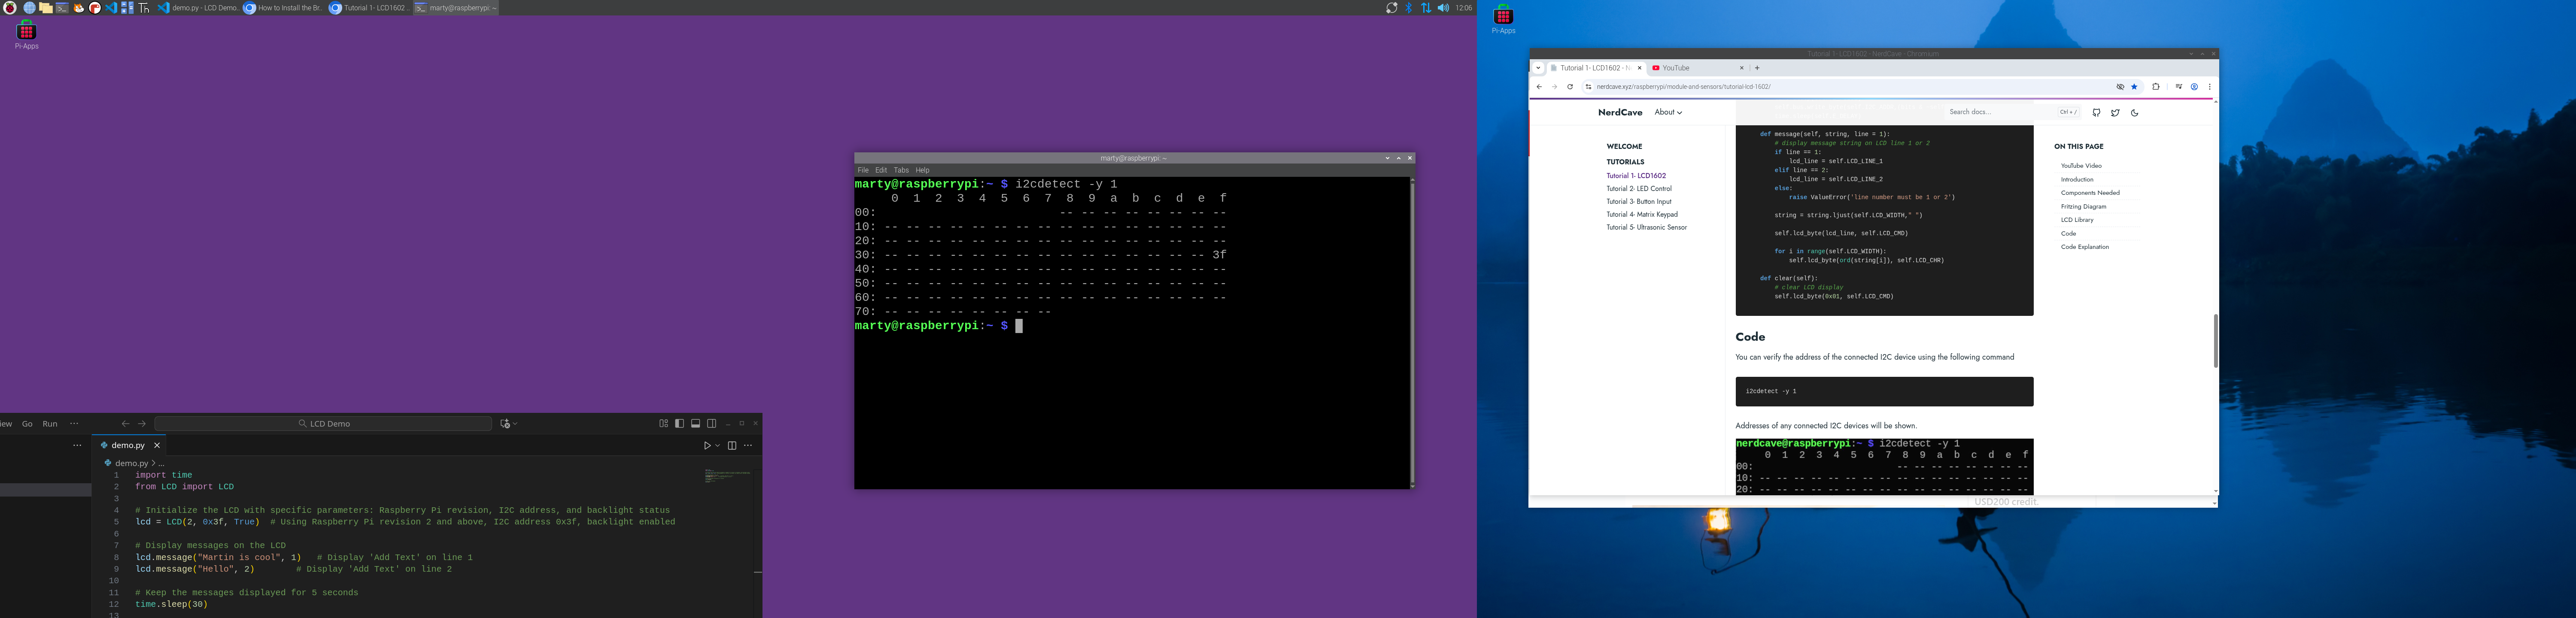 demo.py - LCD Demo...
How to Install the Br...
Tutorial 1- LCD1602 ...
marty@raspberrypi: ~
12:06
Pi-Apps
marty@raspberrypi: ~
File Edit Tabs Help
marty@raspberrypi:~ $ i2cdetect -y 1
     0  1  2  3  4  5  6  7  8  9  a  b  c  d  e  f
00:                         -- -- -- -- -- -- -- --
10: -- -- -- -- -- -- -- -- -- -- -- -- -- -- -- --
20: -- -- -- -- -- -- -- -- -- -- -- -- -- -- -- --
30: -- -- -- -- -- -- -- -- -- -- -- -- -- -- -- 3f
40: -- -- -- -- -- -- -- -- -- -- -- -- -- -- -- --
50: -- -- -- -- -- -- -- -- -- -- -- -- -- -- -- --
60: -- -- -- -- -- -- -- -- -- -- -- -- -- -- -- --
70: -- -- -- -- -- -- -- --
marty@raspberrypi:~ $
iew Go Run ...
LCD Demo
demo.py
demo.py > ...
1 import time
2 from LCD import LCD
3
4 # Initialize the LCD with specific parameters: Raspberry Pi revision, I2C address, and backlight status
5 lcd = LCD(2, 0x3f, True)  # Using Raspberry Pi revision 2 and above, I2C address 0x3f, backlight enabled
6
7 # Display messages on the LCD
8 lcd.message("Martin is cool", 1)   # Display 'Add Text' on line 1
9 lcd.message("Hello", 2)        # Display 'Add Text' on line 2
10
11 # Keep the messages displayed for 5 seconds
12 time.sleep(30)
13
Pi-Apps
Tutorial 1- LCD1602 - NerdCave - Chromium
Tutorial 1- LCD1602 - N
YouTube
nerdcave.xyz/raspberrypi/module-and-sensors/tutorial-lcd-1602/
NerdCave
About
Search docs...
Ctrl + /
WELCOME
TUTORIALS
Tutorial 1- LCD1602
Tutorial 2- LED Control
Tutorial 3- Button Input
Tutorial 4- Matrix Keypad
Tutorial 5- Ultrasonic Sensor
def message(self, string, line = 1):
    # display message string on LCD line 1 or 2
    if line == 1:
        lcd_line = self.LCD_LINE_1
    elif line == 2:
        lcd_line = self.LCD_LINE_2
    else:
        raise ValueError('line number must be 1 or 2')
    string = string.ljust(self.LCD_WIDTH," ")
    self.lcd_byte(lcd_line, self.LCD_CMD)
    for i in range(self.LCD_WIDTH):
        self.lcd_byte(ord(string[i]), self.LCD_CHR)
def clear(self):
    # clear LCD display
    self.lcd_byte(0x01, self.LCD_CMD)
Code
You can verify the address of the connected I2C device using the following command
i2cdetect -y 1
Addresses of any connected I2C devices will be shown.
nerdcave@raspberrypi:~ $ i2cdetect -y 1
     0  1  2  3  4  5  6  7  8  9  a  b  c  d  e  f
00:                         -- -- -- -- -- -- -- --
10: -- -- -- -- -- -- -- -- -- -- -- -- -- -- -- --
20: -- -- -- -- -- -- -- -- -- -- -- -- -- -- -- --
ON THIS PAGE
YouTube Video
Introduction
Components Needed
Fritzing Diagram
LCD Library
Code
Code Explanation
USD200 credit.